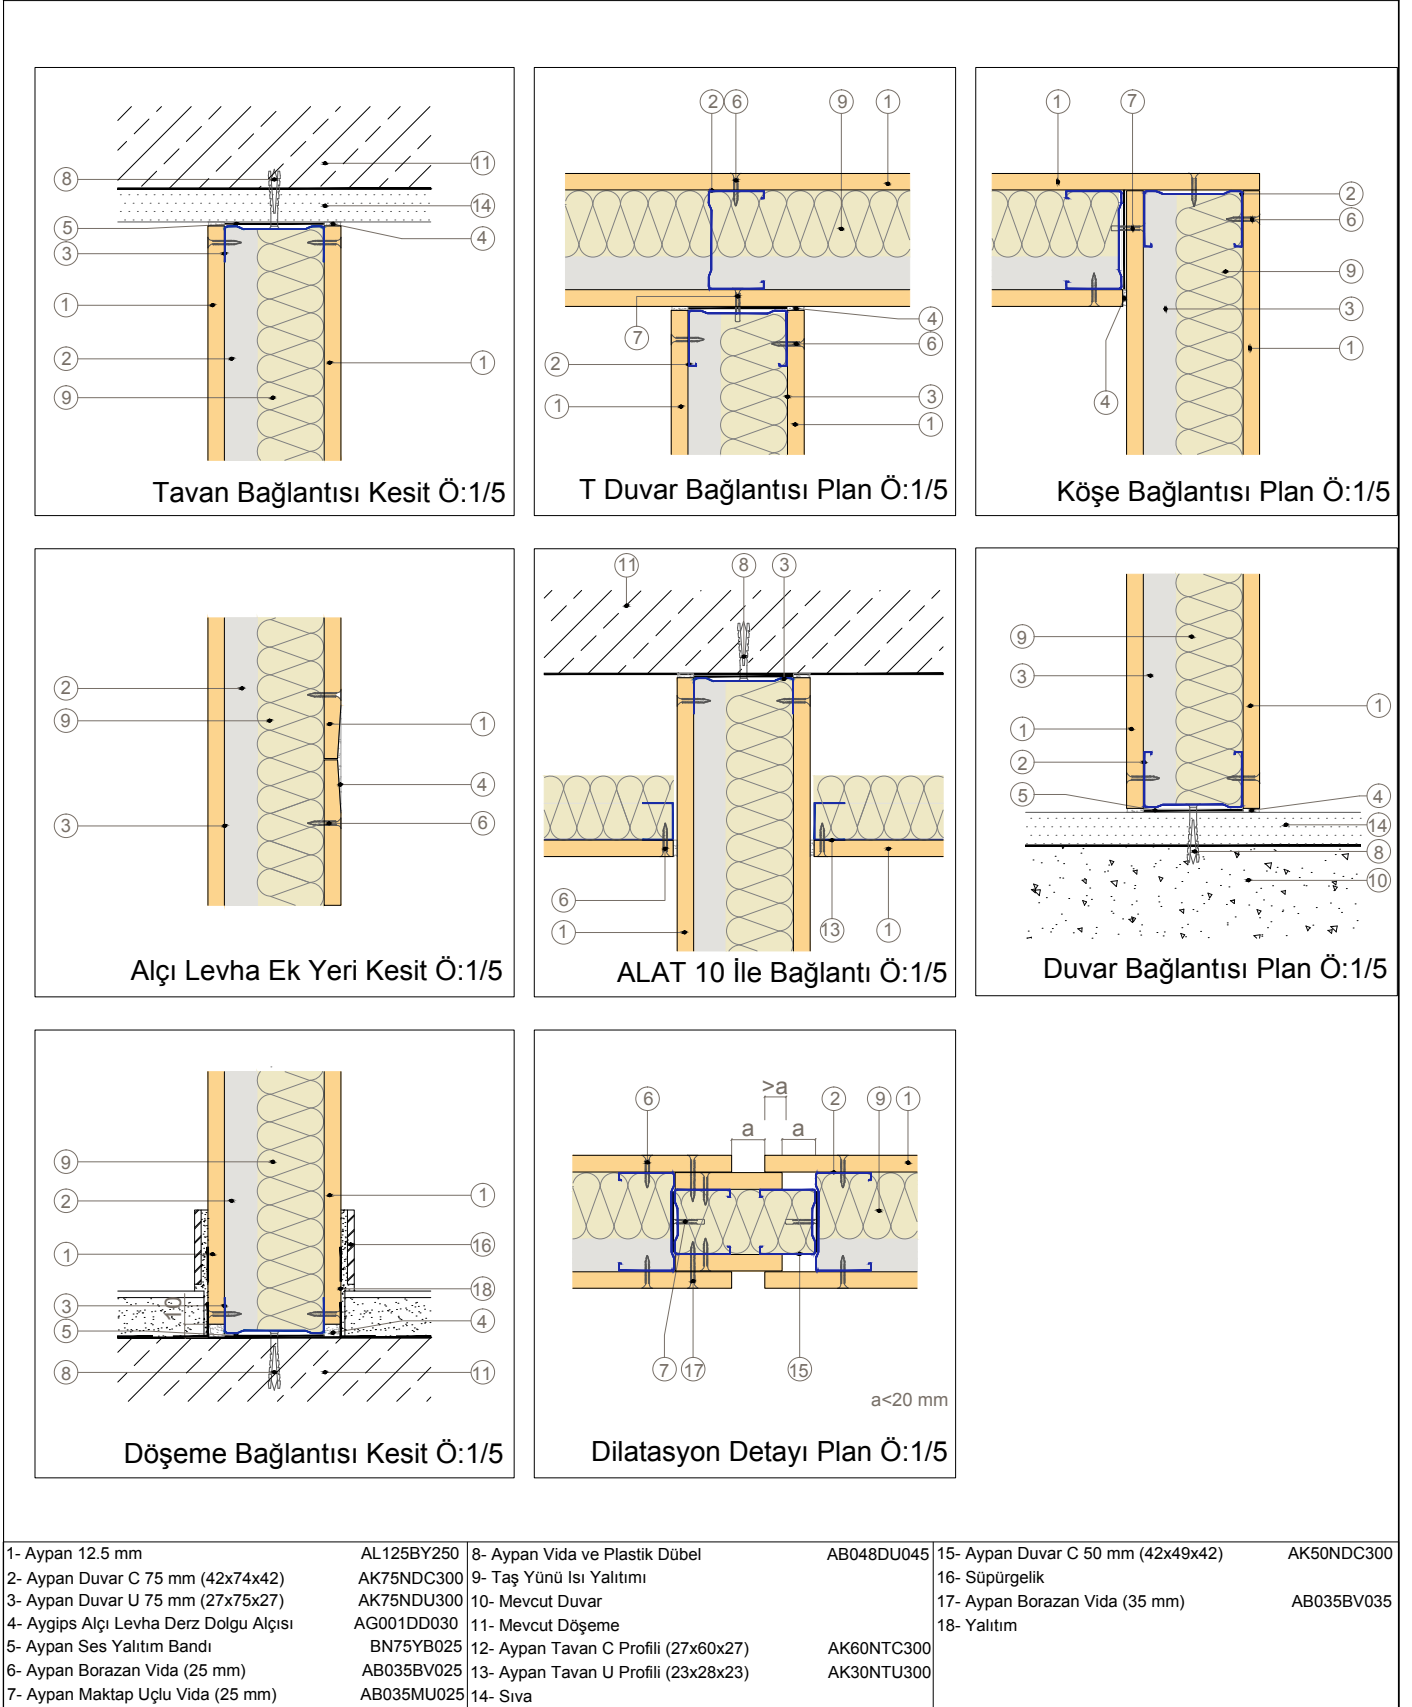 8
5
3
1
2
9
11
14
4
1
Tavan Bağlantısı Kesit Ö:1/5
2 6 9 1
7
2
1
4
6
3
1
T Duvar Bağlantısı Plan Ö:1/5
1 7
2
6
9
3
1
4
Köşe Bağlantısı Plan Ö:1/5
2
9
3
1
4
6
Alçı Levha Ek Yeri Kesit Ö:1/5
11 8 3
6
1
13 1
ALAT 10 İle Bağlantı Ö:1/5
9
3
1
2
5
1
4
14
8
10
Duvar Bağlantısı Plan Ö:1/5
9
2
1
3
5
8
10
1
16
18
4
11
Döşeme Bağlantısı Kesit Ö:1/5
>a
6 2 9 1
a a
7 17 15
a<20 mm
Dilatasyon Detayı Plan Ö:1/5
1- Aypan 12.5 mm AL125BY250
2- Aypan Duvar C 75 mm (42x74x42) AK75NDC300
3- Aypan Duvar U 75 mm (27x75x27) AK75NDU300
4- Aygips Alçı Levha Derz Dolgu Alçısı AG001DD030
5- Aypan Ses Yalıtım Bandı BN75YB025
6- Aypan Borazan Vida (25 mm) AB035BV025
7- Aypan Maktap Uçlu Vida (25 mm) AB035MU025
8- Aypan Vida ve Plastik Dübel AB048DU045
9- Taş Yünü Isı Yalıtımı
10- Mevcut Duvar
11- Mevcut Döşeme
12- Aypan Tavan C Profili (27x60x27) AK60NTC300
13- Aypan Tavan U Profili (23x28x23) AK30NTU300
14- Sıva
15- Aypan Duvar C 50 mm (42x49x42) AK50NDC300
16- Süpürgelik
17- Aypan Borazan Vida (35 mm) AB035BV035
18- Yalıtım